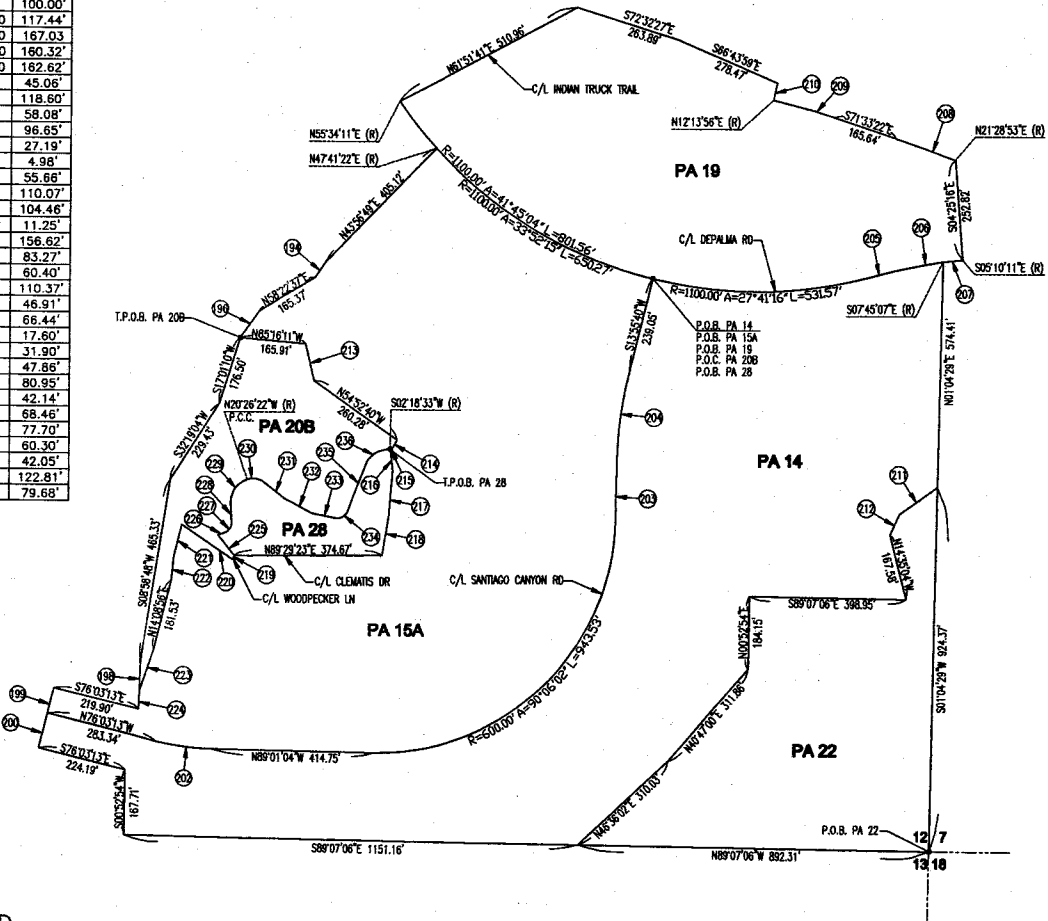 100.00'
117.44'
167.03
160.32'
162.62'
45.06'
118.60'
58.08'
96.65'
27.19'
4.98'
55.66'
110.07'
104.46'
11.25'
156.62'
83.27'
60.40'
110.37'
46.91'
66.44'
17.60'
31.90'
47.86'
80.95'
42.14'
68.46'
77.70'
60.30'
42.05'
122.81'
79.68'
S72°32'27"E
263.89'
S66°43'59"E
278.47'
N61°51'41"E 510.96'
C/L INDIAN TRUCK TRAIL
210
209
208
S71°33'22"E
165.64'
N12°13'56"E (R)
N21°28'53"E (R)
N55°34'11"E (R)
N47°41'22"E (R)
PA 19
R=1100.00' A=41°45'04" L=801.56'
R=1100.00' A=33°52'15" L=650.27'
S04°25'16"E
252.82'
N43°56'49"E 405.12'
C/L DEPALMA RD
205
206
207
S05°10'11"E (R)
S07°45'07"E (R)
R=1100.00' A=27°41'16" L=531.57'
194
N58°22'37"E
165.37'
196
T.P.O.B. PA 20B
N85°16'11"W
165.91'
213
S13°55'40"W
239.05'
P.O.B. PA 14
P.O.B. PA 15A
P.O.B. PA 19
P.O.C. PA 20B
P.O.B. PA 28
N01°04'29"E 574.41'
S17°01'10"W
176.50'
N54°52'40"W
260.28'
S02°18'33"W (R)
N20°26'22"W (R)
P.C.C.
PA 20B
S32°19'04"W
229.43'
204
214
215
216
T.P.O.B. PA 28
236
235
230
231
232
233
234
229
228
227
226
225
PA 14
217
218
203
211
212
PA 28
N89°29'23"E 374.67'
N14°35'04"W
167.58'
S08°58'48"W 465.33'
221
222
220
219
C/L CLEMATIS DR
C/L WOODPECKER LN
C/L SANTIAGO CANYON RD
N14°08'56"E
181.53'
S89°07'06"E 398.95'
N00°52'54"E
184.15'
PA 15A
R=600.00' A=90°06'02" L=943.53'
S01°04'29"W 924.37'
198
223
224
199
200
S76°03'13"E
219.90'
N76°03'13"W
283.34'
S76°03'13"E
224.19'
202
N89°01'04"W 414.75'
N40°47'00"E 311.86'
PA 22
S00°52'54"W
167.71'
N46°36'02"E 310.03'
P.O.B. PA 22
12 7
13 18
S89°07'06"E 1151.16'
N89°07'06"W 892.31'